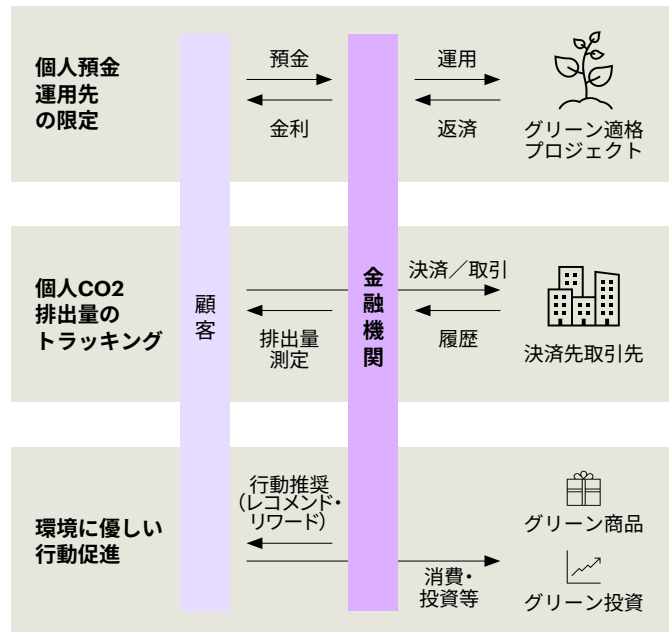 個人預金
運用先
の限定
預金
金利
運用
返済
グリーン適格
プロジェクト
個人CO2
排出量の
トラッキング
顧客
排出量
測定
金融機関
決済／取引
履歴
決済先取引先
環境に優しい
行動促進
行動推奨
（レコメンド・
リワード）
消費・
投資等
グリーン商品
グリーン投資